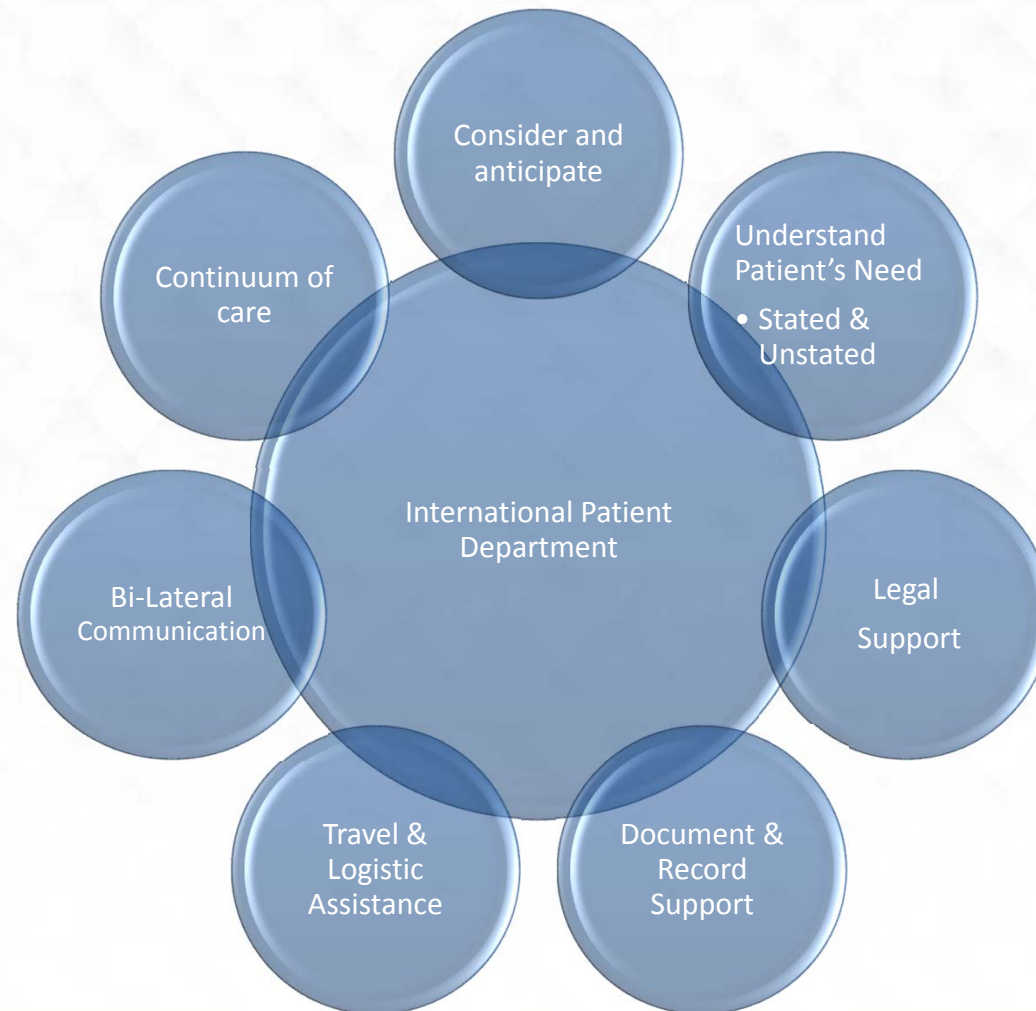 Consider and
anticipate
Understand
Patient’s Need
• Stated &
Unstated
Legal
Support
Document &
Record
Support
Travel &
Logistic
Assistance
Bi-Lateral
Communication
Continuum of
care
International Patient
Department